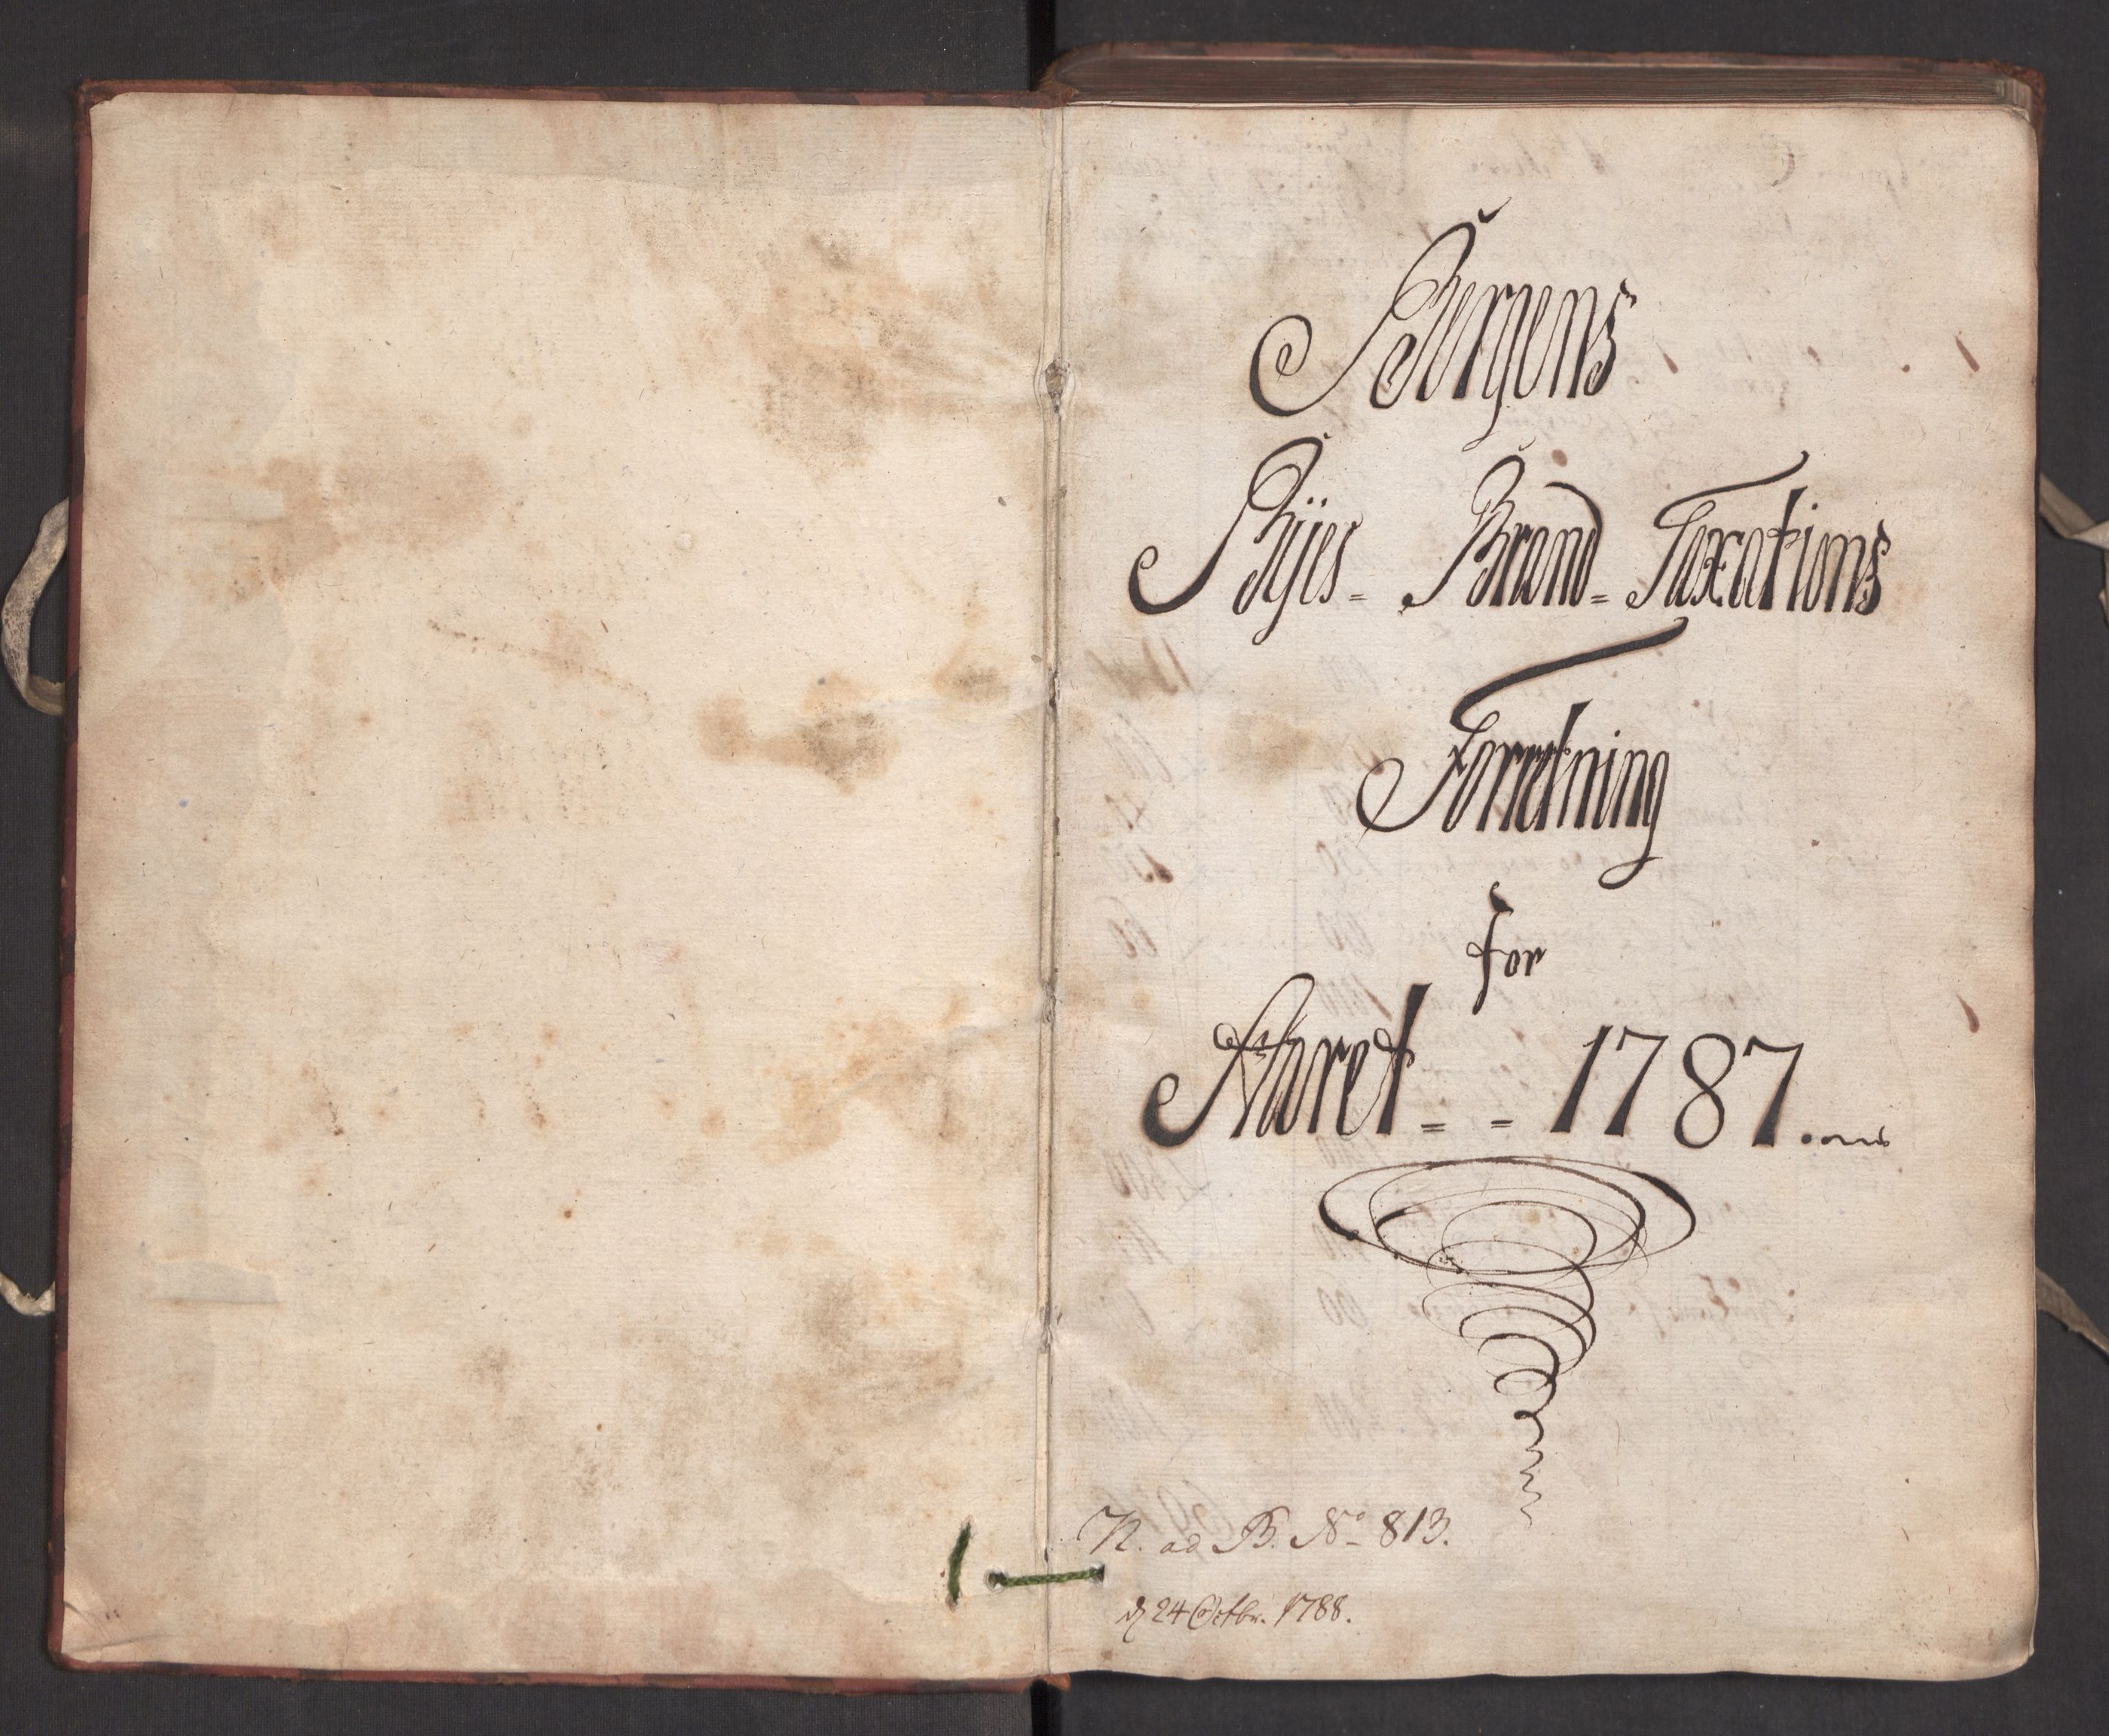 Bergens
Byes = Brand = Taxations
Forretning
for
Aaret = = 1787.
N. ad B. No 813.
d 24 Octbr. 1788.